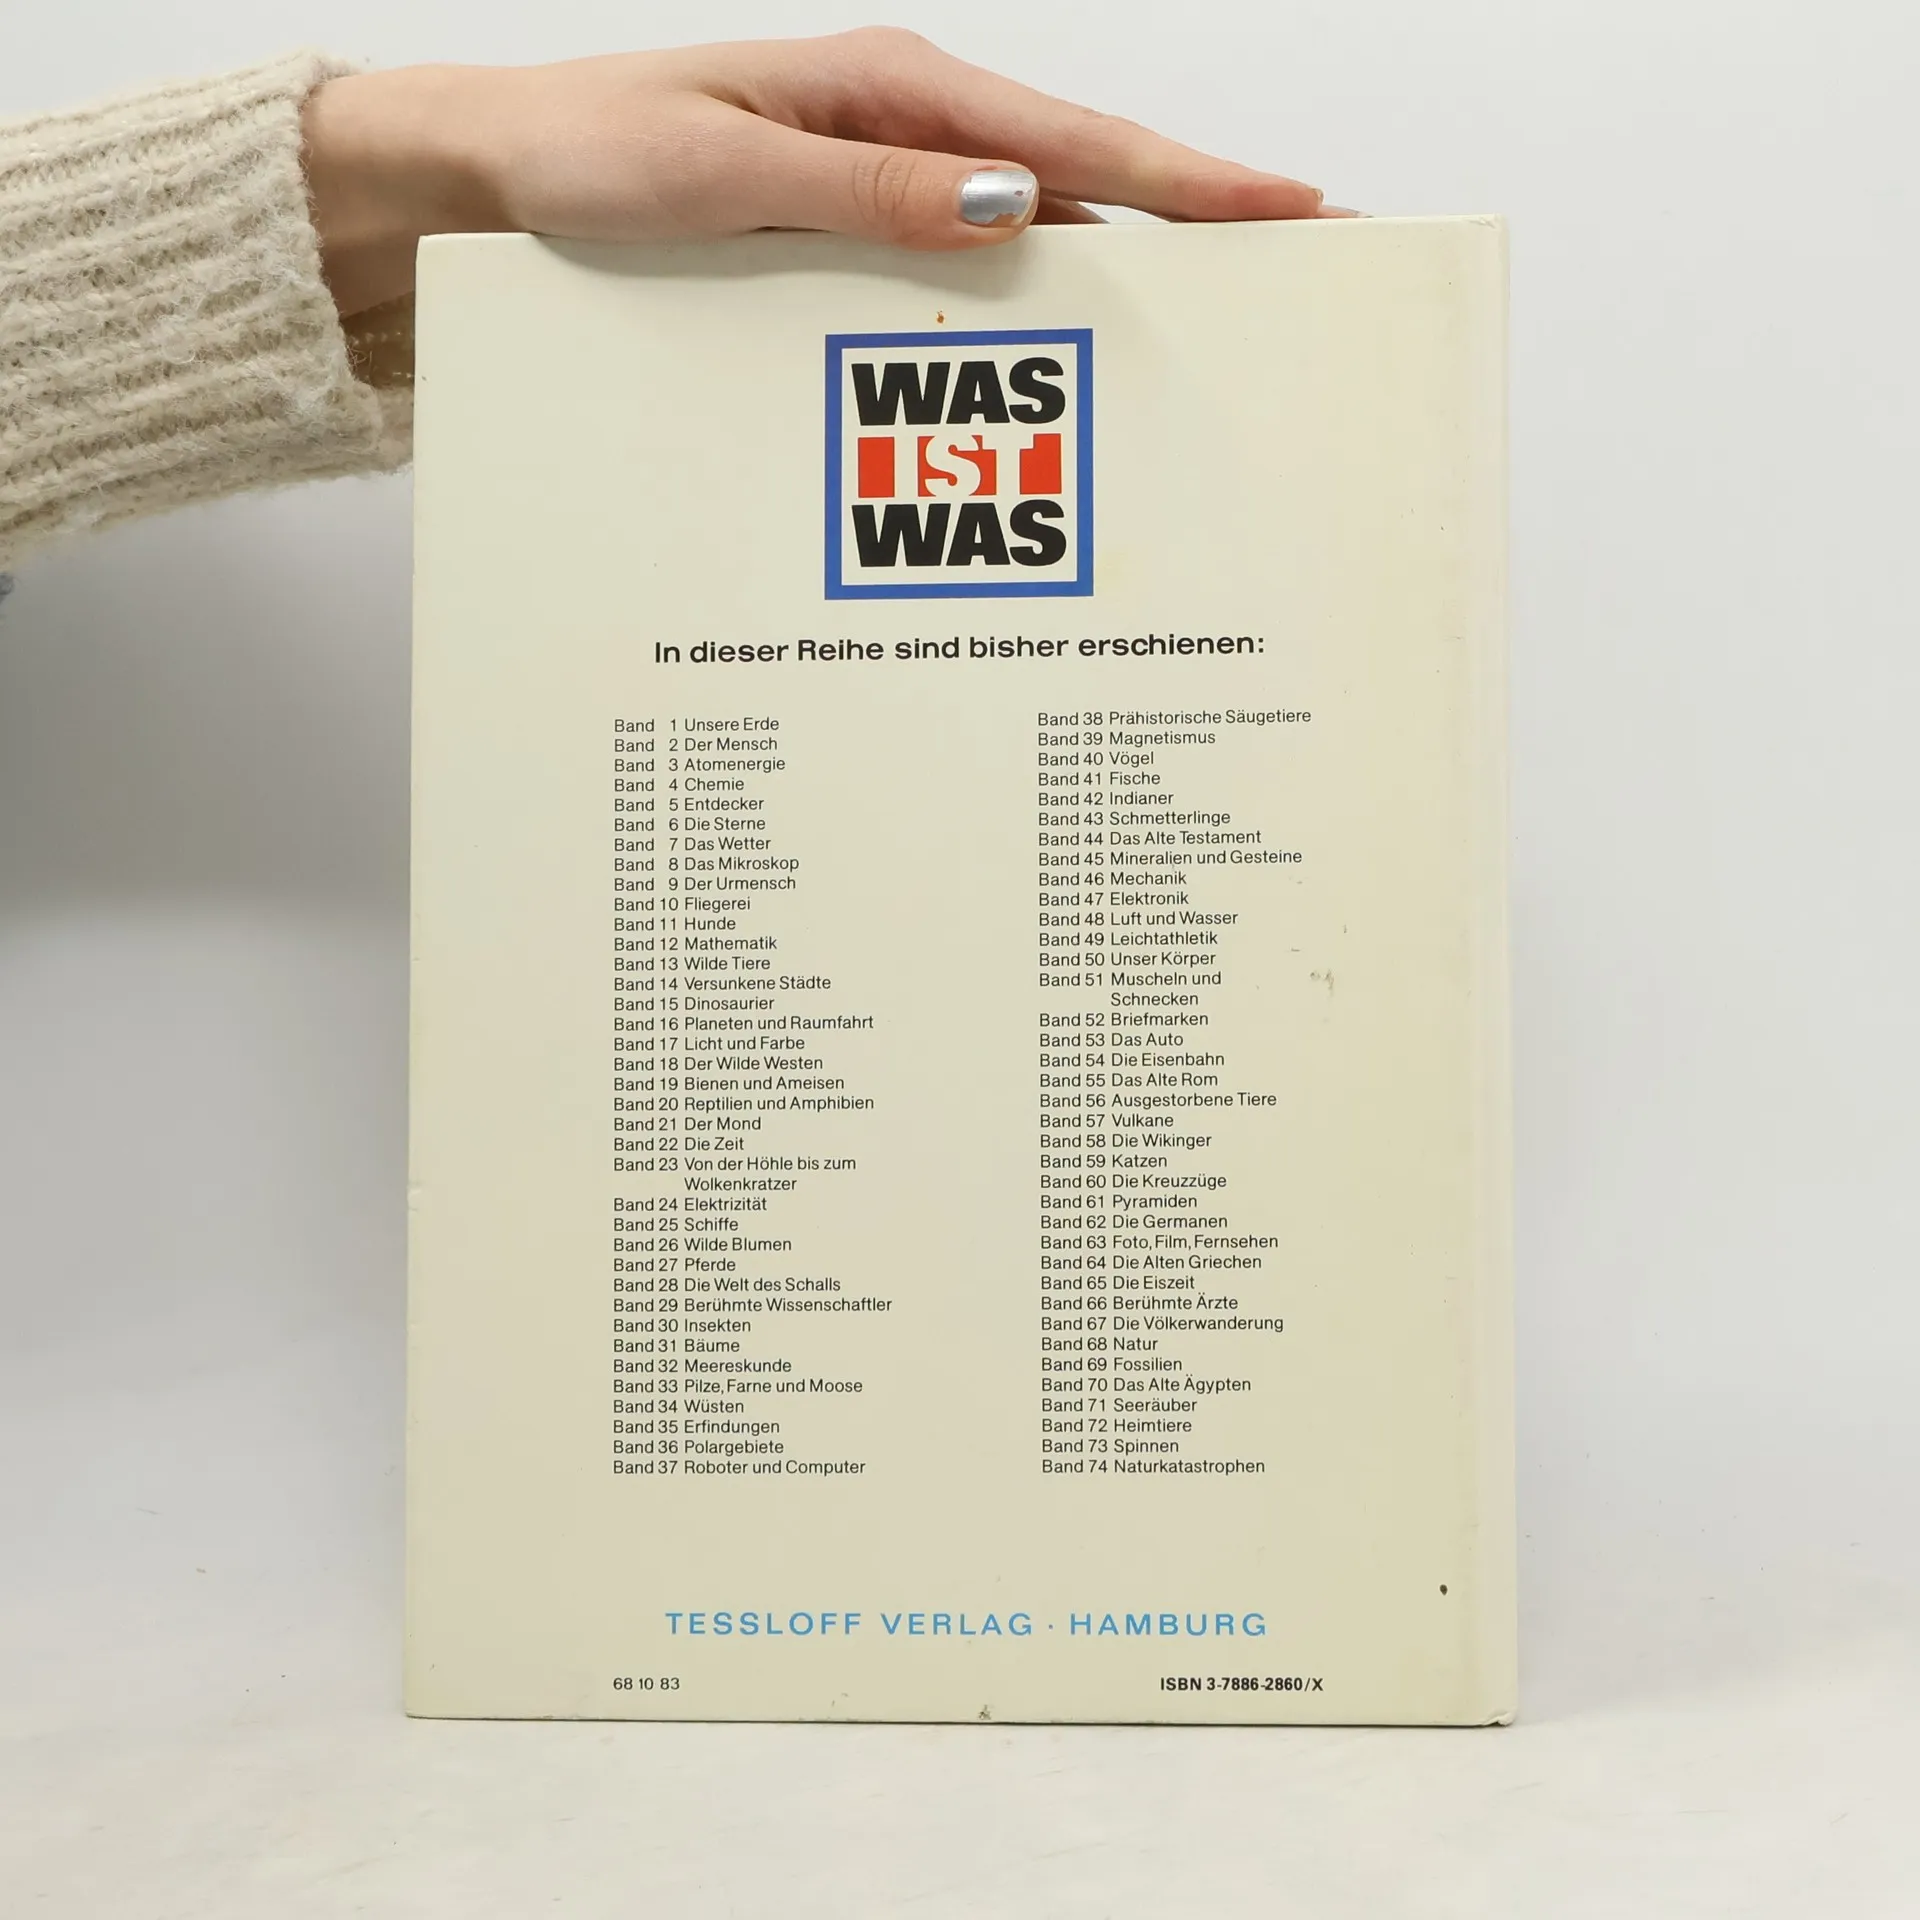 WAS
IST
WAS
In dieser Reihe sind bisher erschienen:
Band 1 Unsere Erde
Band 2 Der Mensch
Band 3 Atomenergie
Band 4 Chemie
Band 5 Entdecker
Band 6 Die Sterne
Band 7 Das Wetter
Band 8 Das Mikroskop
Band 9 Der Urmensch
Band 10 Fliegerei
Band 11 Hunde
Band 12 Mathematik
Band 13 Wilde Tiere
Band 14 Versunkene Städte
Band 15 Dinosaurier
Band 16 Planeten und Raumfahrt
Band 17 Licht und Farbe
Band 18 Der Wilde Westen
Band 19 Bienen und Ameisen
Band 20 Reptilien und Amphibien
Band 21 Der Mond
Band 22 Die Zeit
Band 23 Von der Höhle bis zum
Wolkenkratzer
Band 24 Elektrizität
Band 25 Schiffe
Band 26 Wilde Blumen
Band 27 Pferde
Band 28 Die Welt des Schalls
Band 29 Berühmte Wissenschaftler
Band 30 Insekten
Band 31 Bäume
Band 32 Meereskunde
Band 33 Pilze, Farne und Moose
Band 34 Wüsten
Band 35 Erfindungen
Band 36 Polargebiete
Band 37 Roboter und Computer
Band 38 Prähistorische Säugetiere
Band 39 Magnetismus
Band 40 Vögel
Band 41 Fische
Band 42 Indianer
Band 43 Schmetterlinge
Band 44 Das Alte Testament
Band 45 Mineralien und Gesteine
Band 46 Mechanik
Band 47 Elektronik
Band 48 Luft und Wasser
Band 49 Leichtathletik
Band 50 Unser Körper
Band 51 Muscheln und
Schnecken
Band 52 Briefmarken
Band 53 Das Auto
Band 54 Die Eisenbahn
Band 55 Das Alte Rom
Band 56 Ausgestorbene Tiere
Band 57 Vulkane
Band 58 Die Wikinger
Band 59 Katzen
Band 60 Die Kreuzzüge
Band 61 Pyramiden
Band 62 Die Germanen
Band 63 Foto, Film, Fernsehen
Band 64 Die Alten Griechen
Band 65 Die Eiszeit
Band 66 Berühmte Ärzte
Band 67 Die Völkerwanderung
Band 68 Natur
Band 69 Fossilien
Band 70 Das Alte Ägypten
Band 71 Seeräuber
Band 72 Heimtiere
Band 73 Spinnen
Band 74 Naturkatastrophen
TESSLOFF VERLAG · HAMBURG
68 10 83
ISBN 3-7886-2860/X